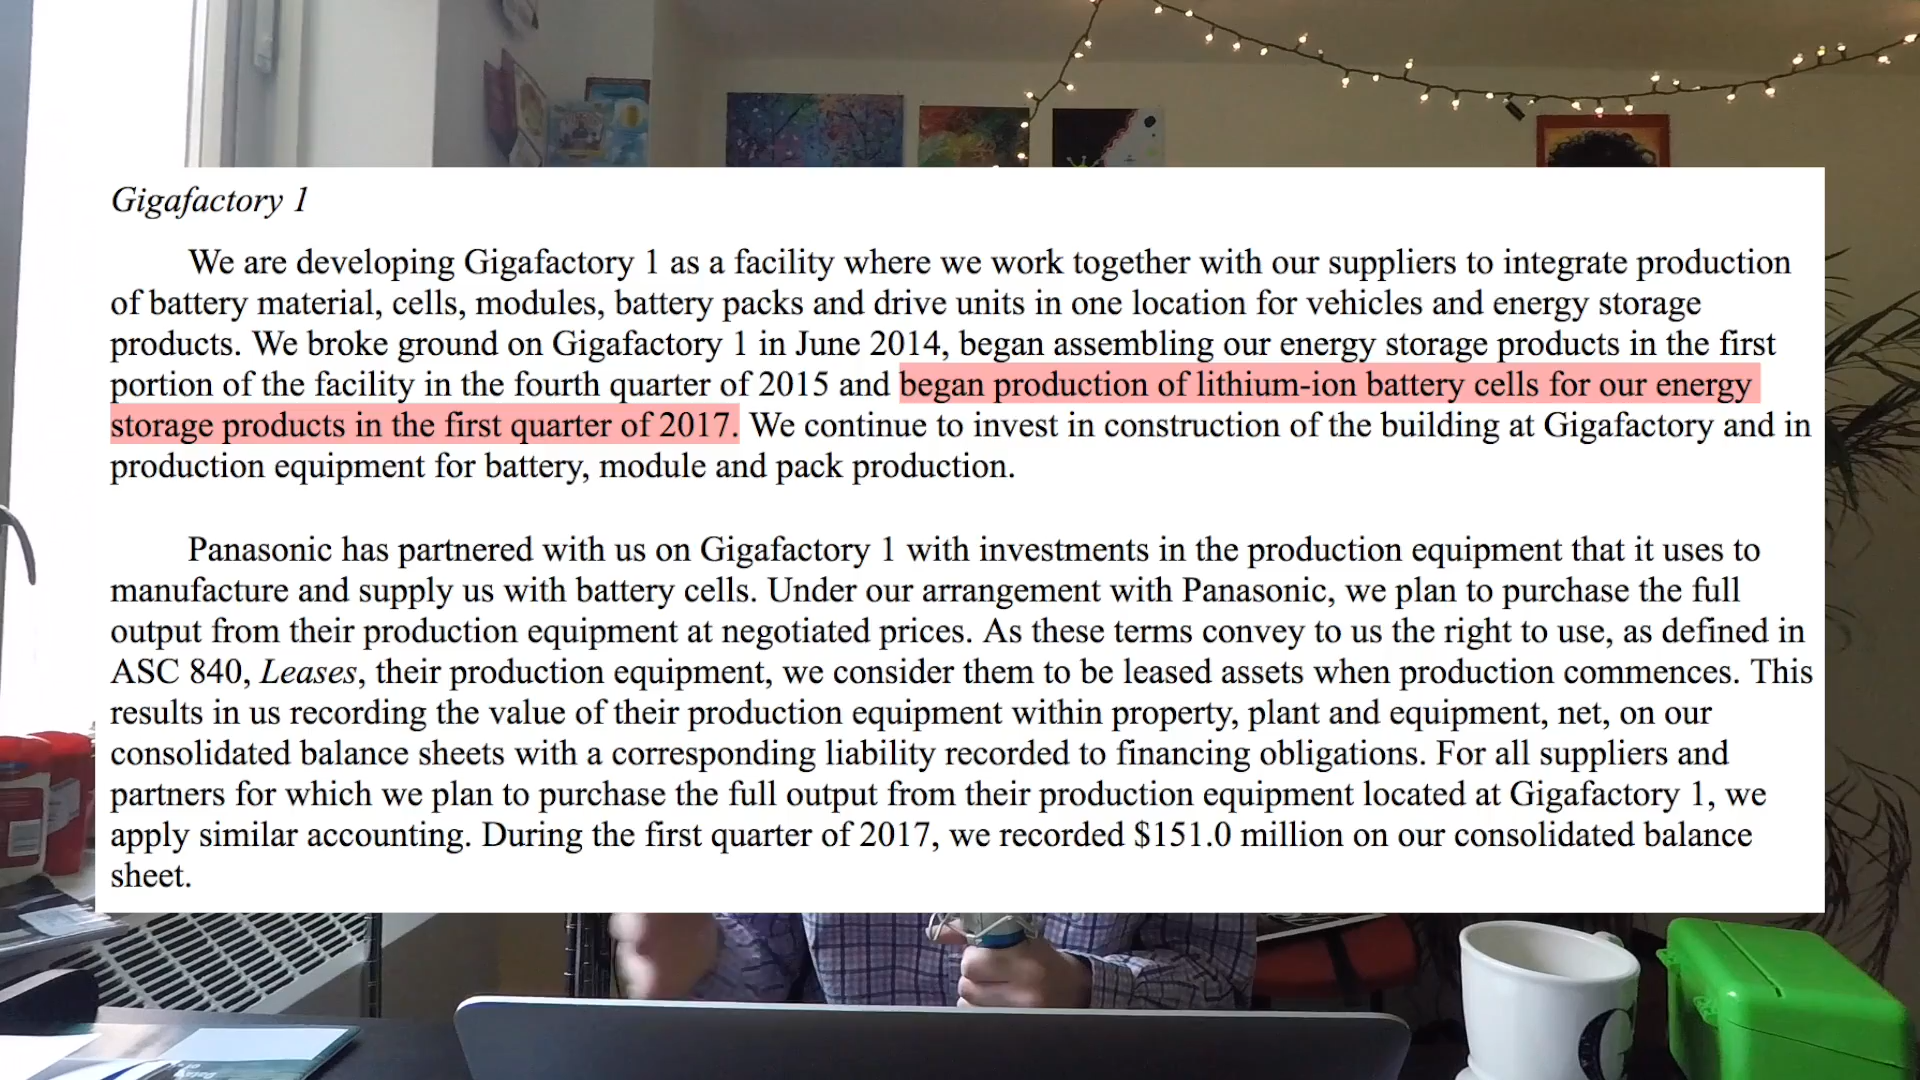 Gigafactory 1
We are developing Gigafactory 1 as a facility where we work together with our suppliers to integrate production
of battery material, cells, modules, battery packs and drive units in one location for vehicles and energy storage
products. We broke ground on Gigafactory 1 in June 2014, began assembling our energy storage products in the first
portion of the facility in the fourth quarter of 2015 and began production of lithium-ion battery cells for our energy
storage products in the first quarter of 2017. We continue to invest in construction of the building at Gigafactory and in
production equipment for battery, module and pack production.
Panasonic has partnered with us on Gigafactory 1 with investments in the production equipment that it uses to
manufacture and supply us with battery cells. Under our arrangement with Panasonic, we plan to purchase the full
output from their production equipment at negotiated prices. As these terms convey to us the right to use, as defined in
ASC 840, Leases, their production equipment, we consider them to be leased assets when production commences. This
results in us recording the value of their production equipment within property, plant and equipment, net, on our
consolidated balance sheets with a corresponding liability recorded to financing obligations. For all suppliers and
partners for which we plan to purchase the full output from their production equipment located at Gigafactory 1, we
apply similar accounting. During the first quarter of 2017, we recorded $151.0 million on our consolidated balance
sheet.